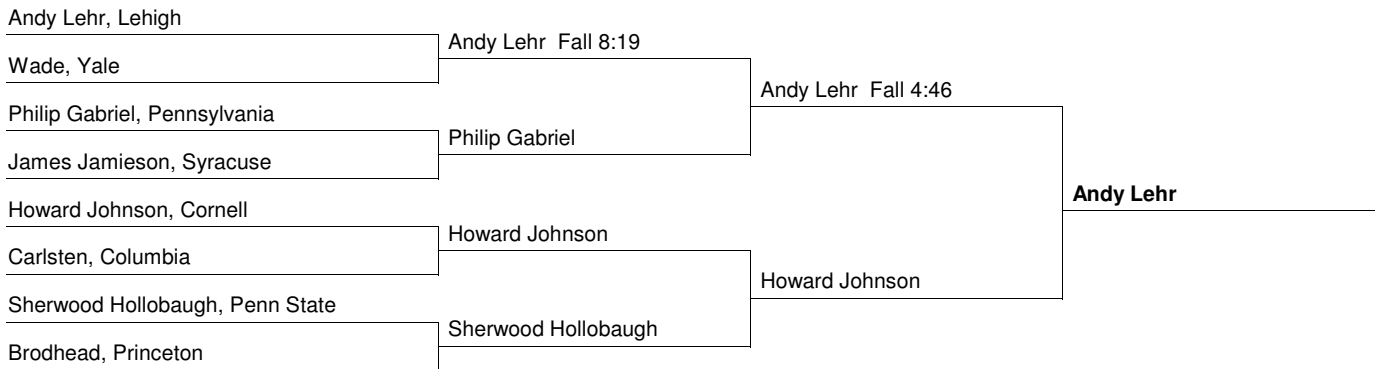 Andy Lehr, Lehigh
Andy Lehr  Fall 8:19
Wade, Yale
Andy Lehr  Fall 4:46
Philip Gabriel, Pennsylvania
Philip Gabriel
James Jamieson, Syracuse
Andy Lehr
Howard Johnson, Cornell
Howard Johnson
Carlsten, Columbia
Howard Johnson
Sherwood Hollobaugh, Penn State
Sherwood Hollobaugh
Brodhead, Princeton